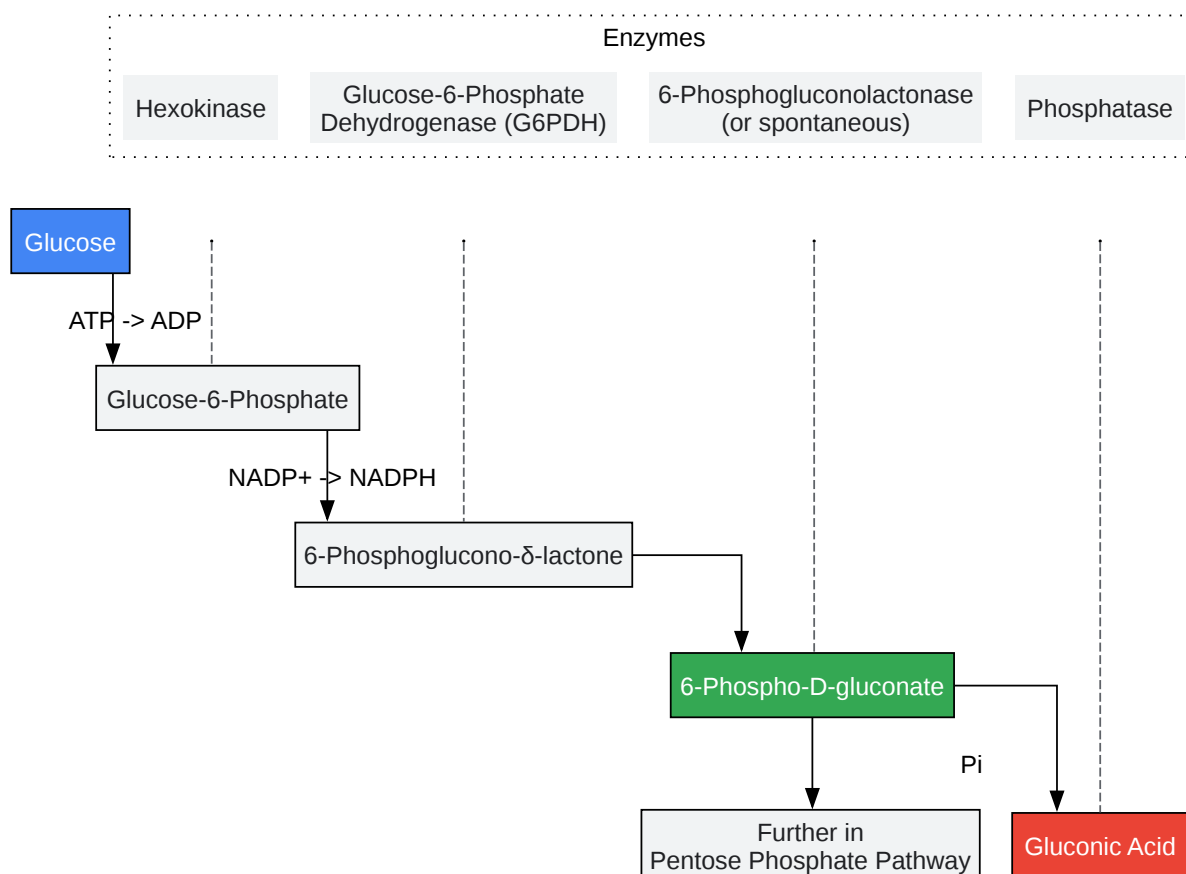 Enzymes
Hexokinase
Glucose-6-Phosphate
Dehydrogenase (G6PDH)
6-Phosphogluconolactonase
(or spontaneous)
Phosphatase
Glucose
ATP -> ADP
Glucose-6-Phosphate
NADP+ -> NADPH
6-Phosphoglucono-δ-lactone
6-Phospho-D-gluconate
Pi
Further in
Pentose Phosphate Pathway
Gluconic Acid